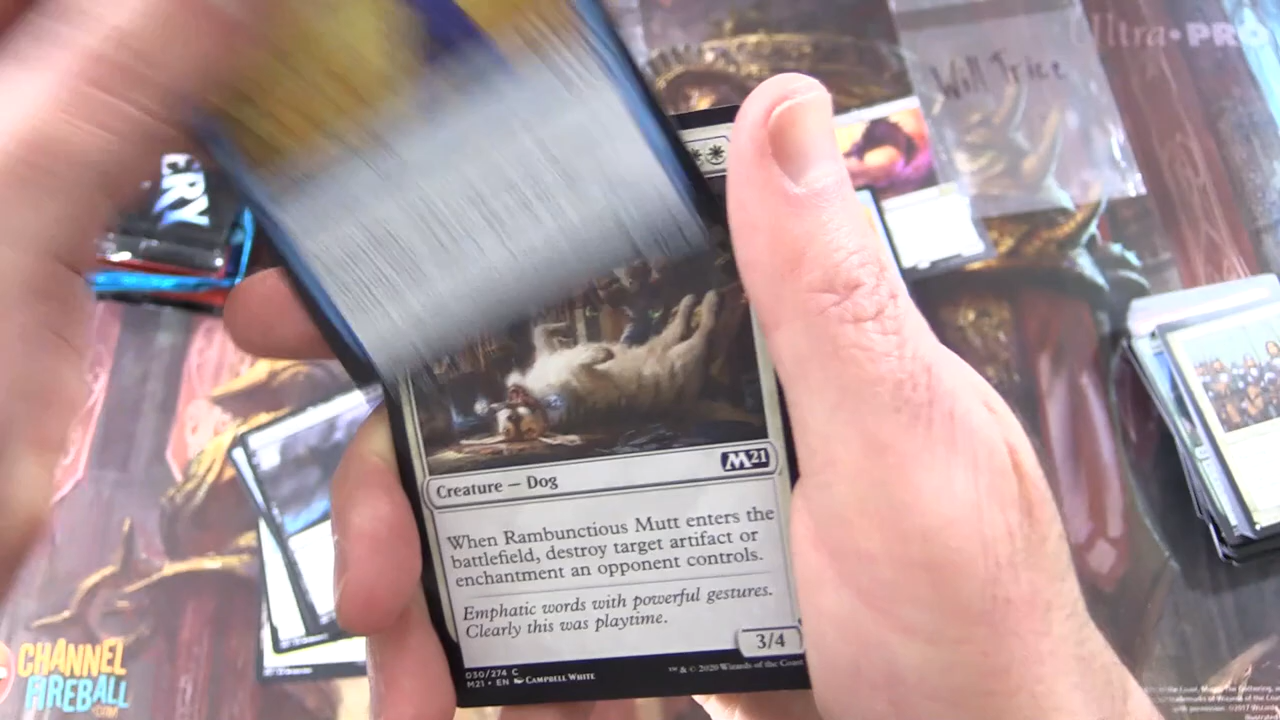 Ultra•PRO
Will Trice
ERY
M21
Creature — Dog
When Rambunctious Mutt enters the
battlefield, destroy target artifact or
enchantment an opponent controls.
Emphatic words with powerful gestures.
Clearly this was playtime.
3/4
030/274 C
M21 • EN Campbell White
™ & © 2020 Wizards of the Coast
CHANNEL
FIREBALL
.COM